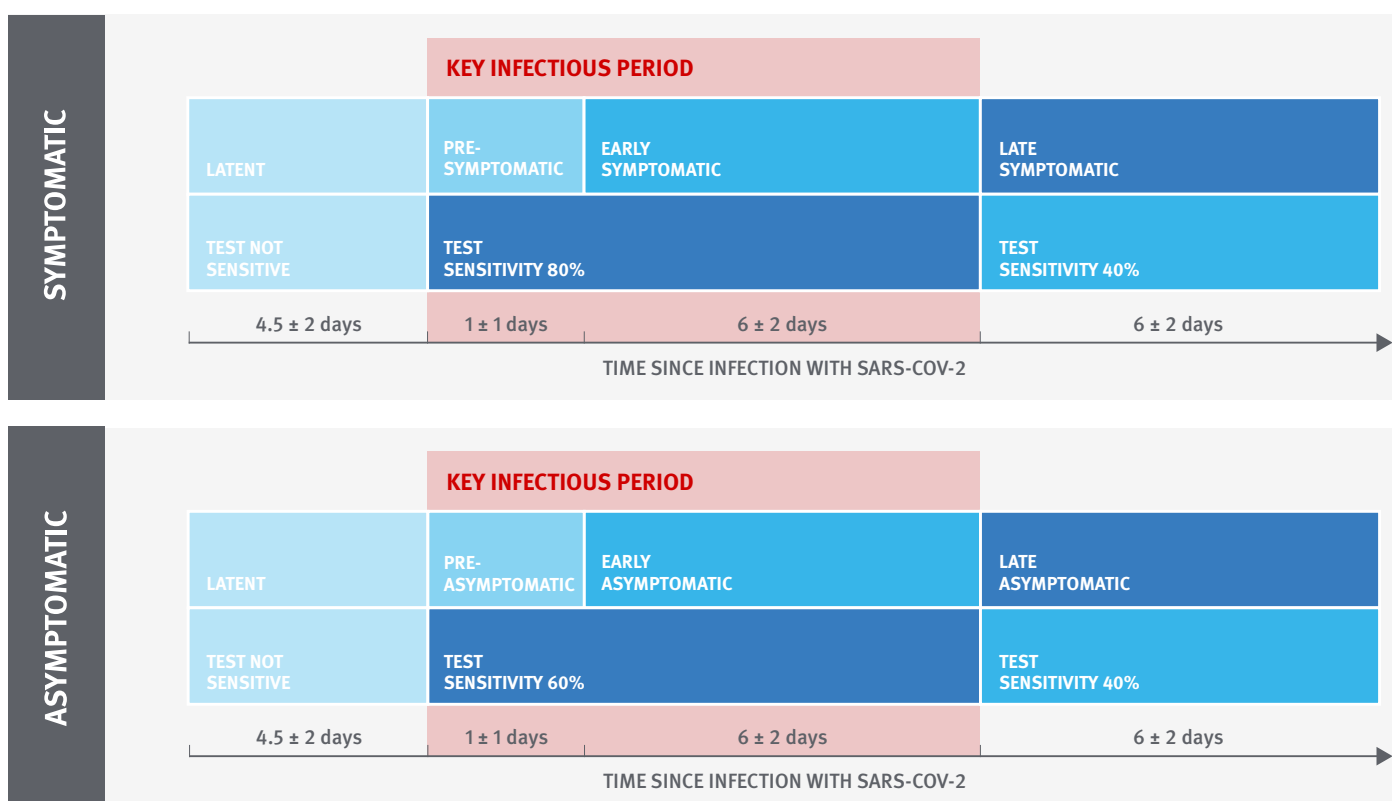 SYMPTOMATIC
KEY INFECTIOUS PERIOD
LATENT
PRE-
SYMPTOMATIC
EARLY
SYMPTOMATIC
LATE
SYMPTOMATIC
TEST NOT
SENSITIVE
TEST
SENSITIVITY 80%
TEST
SENSITIVITY 40%
4.5 ± 2 days
1 ± 1 days
6 ± 2 days
6 ± 2 days
TIME SINCE INFECTION WITH SARS-COV-2
ASYMPTOMATIC
KEY INFECTIOUS PERIOD
LATENT
PRE-
ASYMPTOMATIC
EARLY
ASYMPTOMATIC
LATE
ASYMPTOMATIC
TEST NOT
SENSITIVE
TEST
SENSITIVITY 60%
TEST
SENSITIVITY 40%
4.5 ± 2 days
1 ± 1 days
6 ± 2 days
6 ± 2 days
TIME SINCE INFECTION WITH SARS-COV-2